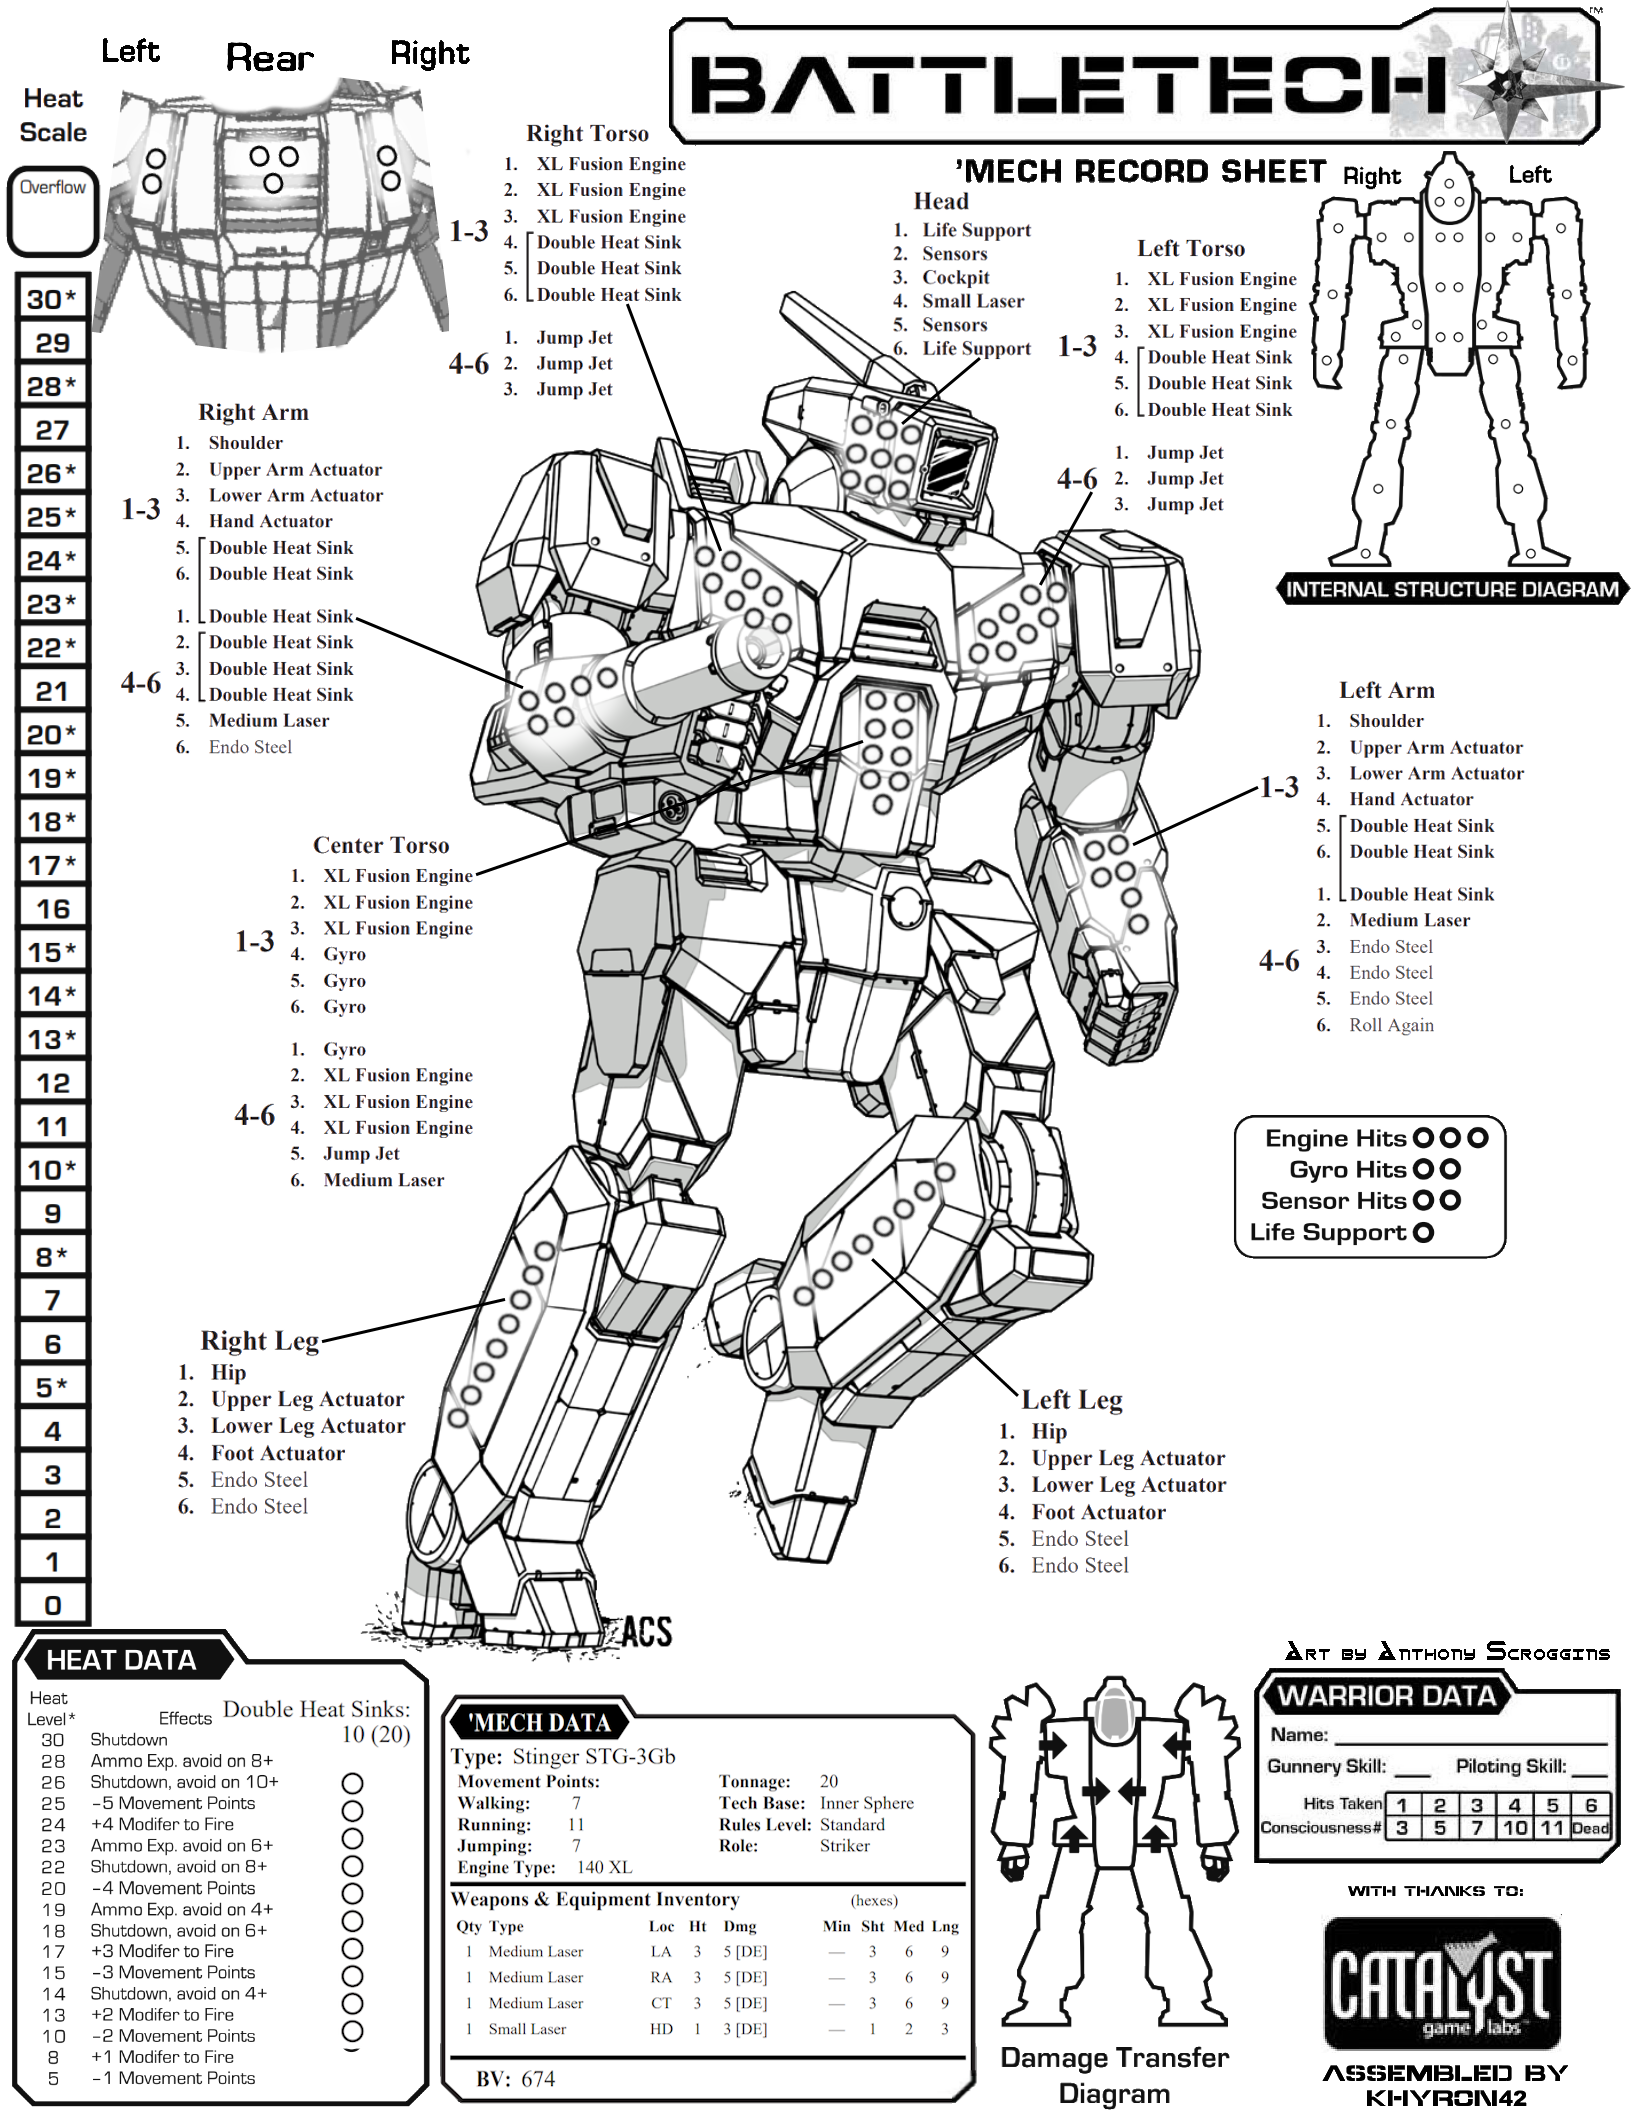 Left Rear Right
BATTLETECH
TM
'MECH RECORD SHEET
Heat
Scale
Overflow
30*
29
28*
27
26*
25*
24*
23*
22*
21
20*
19*
18*
17*
16
15*
14*
13*
12
11
10*
9
8*
7
6
5*
4
3
2
1
0
Right Torso
1-3
1. XL Fusion Engine
2. XL Fusion Engine
3. XL Fusion Engine
4. Double Heat Sink
5. Double Heat Sink
6. Double Heat Sink
4-6
1. Jump Jet
2. Jump Jet
3. Jump Jet
Head
1. Life Support
2. Sensors
3. Cockpit
4. Small Laser
5. Sensors
6. Life Support
Left Torso
1-3
1. XL Fusion Engine
2. XL Fusion Engine
3. XL Fusion Engine
4. Double Heat Sink
5. Double Heat Sink
6. Double Heat Sink
4-6
1. Jump Jet
2. Jump Jet
3. Jump Jet
Right Left
INTERNAL STRUCTURE DIAGRAM
Right Arm
1-3
1. Shoulder
2. Upper Arm Actuator
3. Lower Arm Actuator
4. Hand Actuator
5. Double Heat Sink
6. Double Heat Sink
4-6
1. Double Heat Sink
2. Double Heat Sink
3. Double Heat Sink
4. Double Heat Sink
5. Medium Laser
6. Endo Steel
Left Arm
1-3
1. Shoulder
2. Upper Arm Actuator
3. Lower Arm Actuator
4. Hand Actuator
5. Double Heat Sink
6. Double Heat Sink
4-6
1. Double Heat Sink
2. Medium Laser
3. Endo Steel
4. Endo Steel
5. Endo Steel
6. Roll Again
Center Torso
1-3
1. XL Fusion Engine
2. XL Fusion Engine
3. XL Fusion Engine
4. Gyro
5. Gyro
6. Gyro
4-6
1. Gyro
2. XL Fusion Engine
3. XL Fusion Engine
4. XL Fusion Engine
5. Jump Jet
6. Medium Laser
Engine Hits
Gyro Hits
Sensor Hits
Life Support
Right Leg
1. Hip
2. Upper Leg Actuator
3. Lower Leg Actuator
4. Foot Actuator
5. Endo Steel
6. Endo Steel
Left Leg
1. Hip
2. Upper Leg Actuator
3. Lower Leg Actuator
4. Foot Actuator
5. Endo Steel
6. Endo Steel
ACS
HEAT DATA
Heat
Level* Effects
Double Heat Sinks:
10 (20)
30 Shutdown
28 Ammo Exp. avoid on 8+
26 Shutdown, avoid on 10+
25 -5 Movement Points
24 +4 Modifer to Fire
23 Ammo Exp. avoid on 6+
22 Shutdown, avoid on 8+
20 -4 Movement Points
19 Ammo Exp. avoid on 4+
18 Shutdown, avoid on 6+
17 +3 Modifer to Fire
15 -3 Movement Points
14 Shutdown, avoid on 4+
13 +2 Modifer to Fire
10 -2 Movement Points
8 +1 Modifer to Fire
5 -1 Movement Points
'MECH DATA
Type: Stinger STG-3Gb
Movement Points:
Walking: 7
Running: 11
Jumping: 7
Engine Type: 140 XL
Tonnage: 20
Tech Base: Inner Sphere
Rules Level: Standard
Role: Striker
Weapons & Equipment Inventory (hexes)
Qty Type Loc Ht Dmg Min Sht Med Lng
1 Medium Laser LA 3 5 [DE] — 3 6 9
1 Medium Laser RA 3 5 [DE] — 3 6 9
1 Medium Laser CT 3 5 [DE] — 3 6 9
1 Small Laser HD 1 3 [DE] — 1 2 3
BV: 674
Damage Transfer
Diagram
Art by Anthony Scroggins
WARRIOR DATA
Name:
Gunnery Skill: Piloting Skill:
Hits Taken 1 2 3 4 5 6
Consciousness# 3 5 7 10 11 Dead
WITH THANKS TO:
CATALYST
game labs
ASSEMBLED BY
KHYRON42